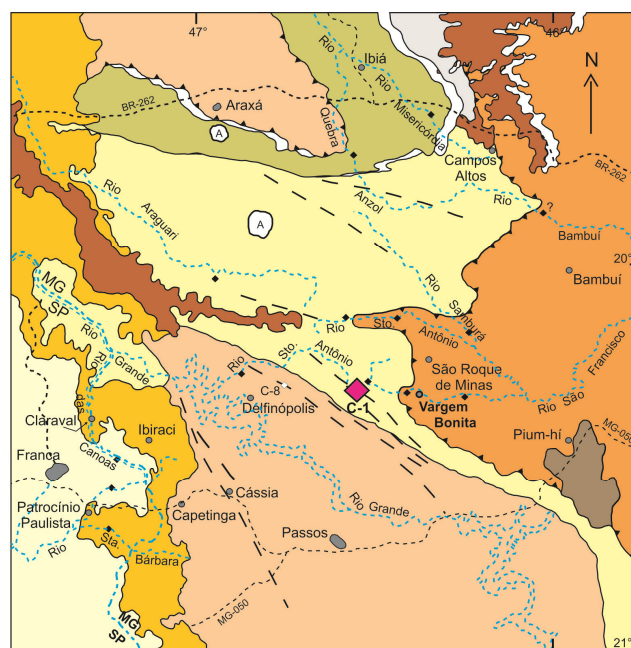 47°
46°
Rio
Ibiá
N
Rio
Misericórdia
BR-262
Araxá
Quebra
A
Campos
Altos
BR-262
Rio
Araguari
Anzol
Rio
?
A
Bambuí
20°
MG
SP
Rio
Samburá
Bambuí
Rio
Sto.
Antônio
Rio
Grande
Rio
Sto.
Antônio
São Roque
de Minas
Francisco
Rio
das
C-8
Delfinópolis
C-1
Vargem
Bonita
Rio São
Claraval
Ibiraci
Pium-hí
MG-050
Canoas
Franca
Cássia
Rio
Grande
Patrocínio
Paulista
Capetinga
Passos
Rio
Sta.
Bárbara
MG-050
MG
SP
21°